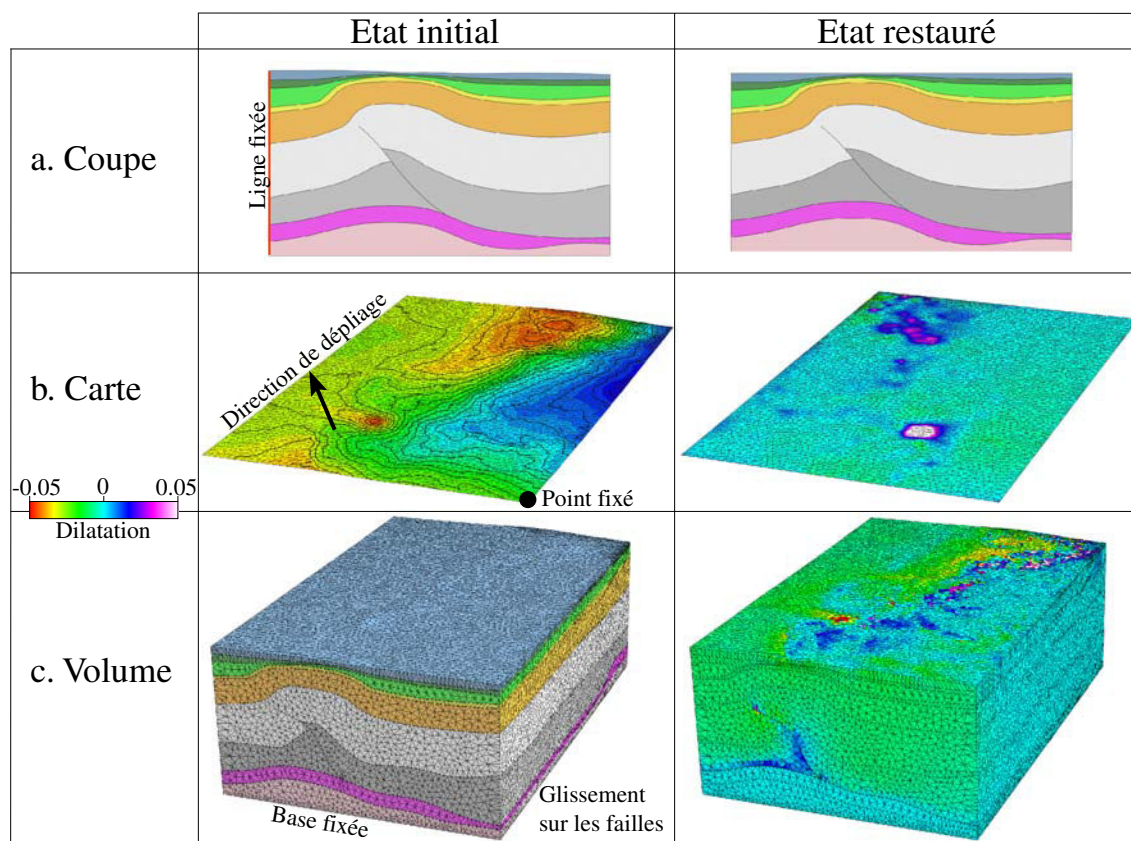 Etat initial
Etat restauré
a. Coupe
Ligne fixée
b. Carte
Direction de dépliage
Point fixé
-0.05 0 0.05
Dilatation
c. Volume
Base fixée
Glissement
sur les failles